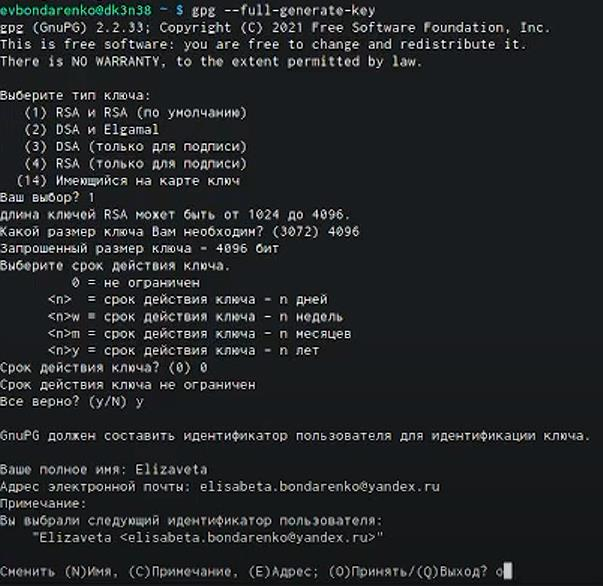 evbondarenko@dk3n38 ~ $ gpg --full-generate-key
gpg (GnuPG) 2.2.33; Copyright (C) 2021 Free Software Foundation, Inc.
This is free software: you are free to change and redistribute it.
There is NO WARRANTY, to the extent permitted by law.
Выберите тип ключа:
(1) RSA и RSA (по умолчанию)
(2) DSA и Elgamal
(3) DSA (только для подписи)
(4) RSA (только для подписи)
(14) Имеющийся на карте ключ
Ваш выбор? 1
длина ключей RSA может быть от 1024 до 4096.
Какой размер ключа Вам необходим? (3072) 4096
Запрошенный размер ключа - 4096 бит
Выберите срок действия ключа.
0 = не ограничен
<n> = срок действия ключа - n дней
<n>w = срок действия ключа - n недель
<n>m = срок действия ключа - n месяцев
<n>y = срок действия ключа - n лет
Срок действия ключа? (0) 0
Срок действия ключа не ограничен
Все верно? (y/N) y
GnuPG должен составить идентификатор пользователя для идентификации ключа.
Ваше полное имя: Elizaveta
Адрес электронной почты: elisabeta.bondarenko@yandex.ru
Примечание:
Вы выбрали следующий идентификатор пользователя:
"Elizaveta <elisabeta.bondarenko@yandex.ru>"
Сменить (N)Имя, (C)Примечание, (E)Адрес; (O)Принять/(Q)Выход? o